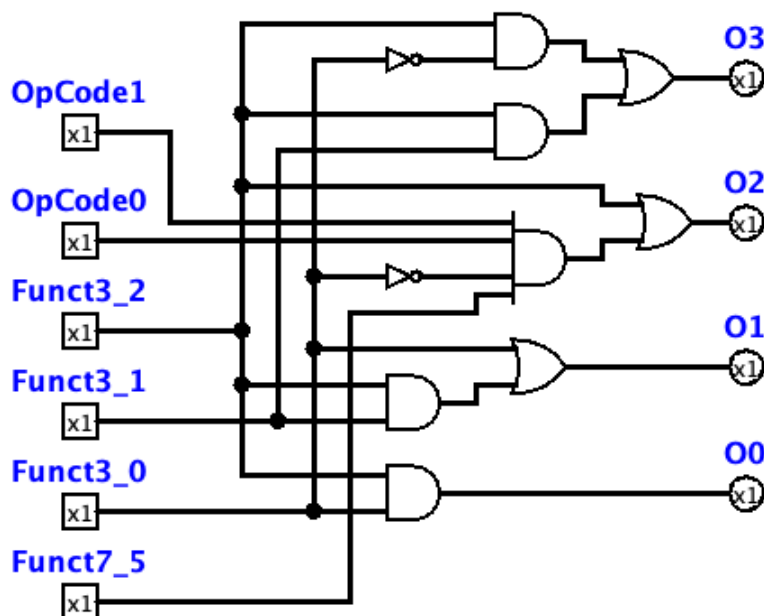 O3
x1
OpCode1
x1
O2
OpCode0
x1
x1
Funct3_2
x1
O1
Funct3_1
x1
x1
Funct3_0
O0
x1
x1
Funct7_5
x1